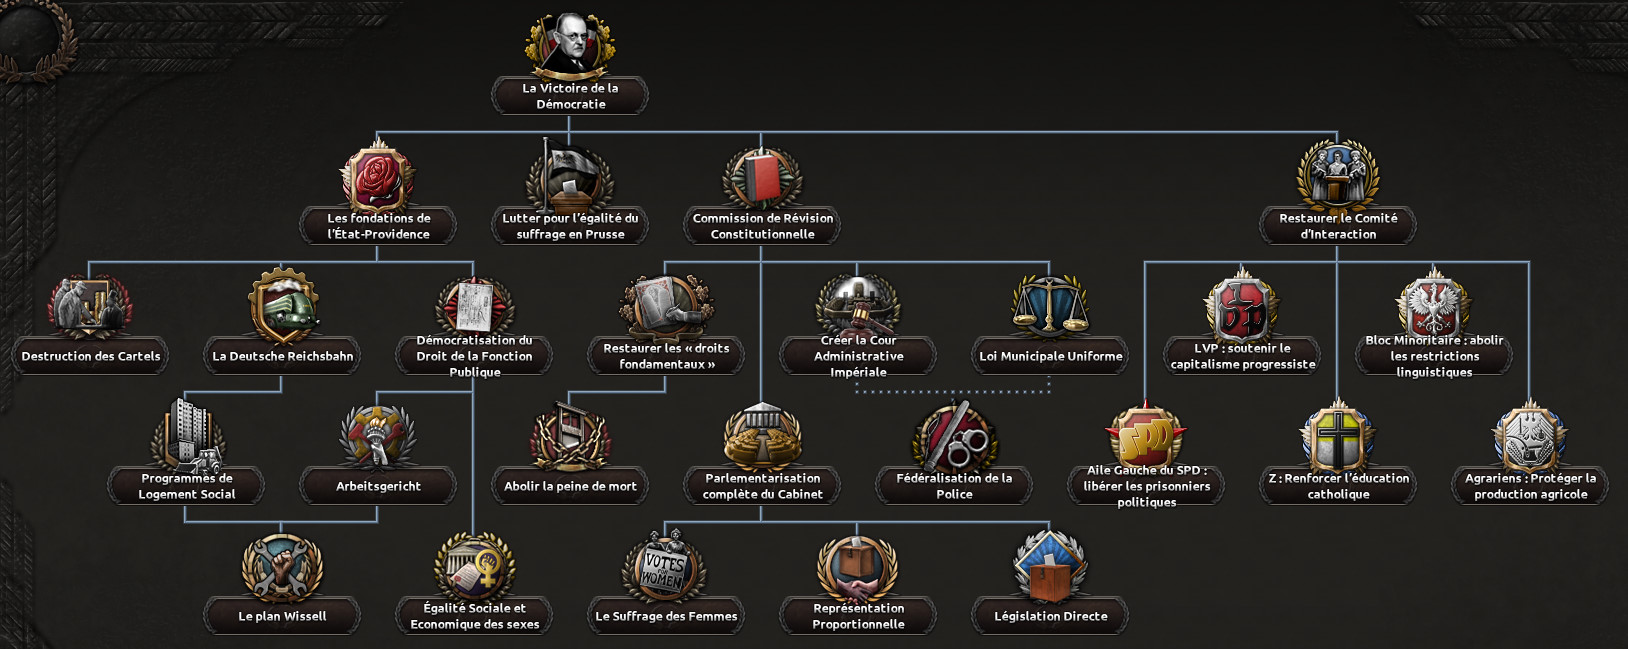 La Victoire de la
Démocratie
Les fondations de
l'État-Providence
Lutter pour l'égalité du
suffrage en Prusse
Commission de Révision
Constitutionnelle
Restaurer le Comité
d'Interaction
Destruction des Cartels
La Deutsche Reichsbahn
Démocratisation du
Droit de la Fonction
Publique
Restaurer les « droits
fondamentaux »
Créer la Cour
Administrative
Impériale
Loi Municipale Uniforme
LVP : soutenir le
capitalisme progressiste
Bloc Minoritaire : abolir
les restrictions
linguistiques
Programmes de
Logement Social
Arbeitsgericht
Abolir la peine de mort
Parlementarisation
complète du Cabinet
Fédéralisation de la
Police
SPD
Aile Gauche du SPD :
libérer les prisonniers
politiques
Z : Renforcer l'éducation
catholique
Agrariens : Protéger la
production agricole
Le plan Wissell
Égalité Sociale et
Economique des sexes
VOTES
FOR
WOMEN
Le Suffrage des Femmes
Représentation
Proportionnelle
Législation Directe